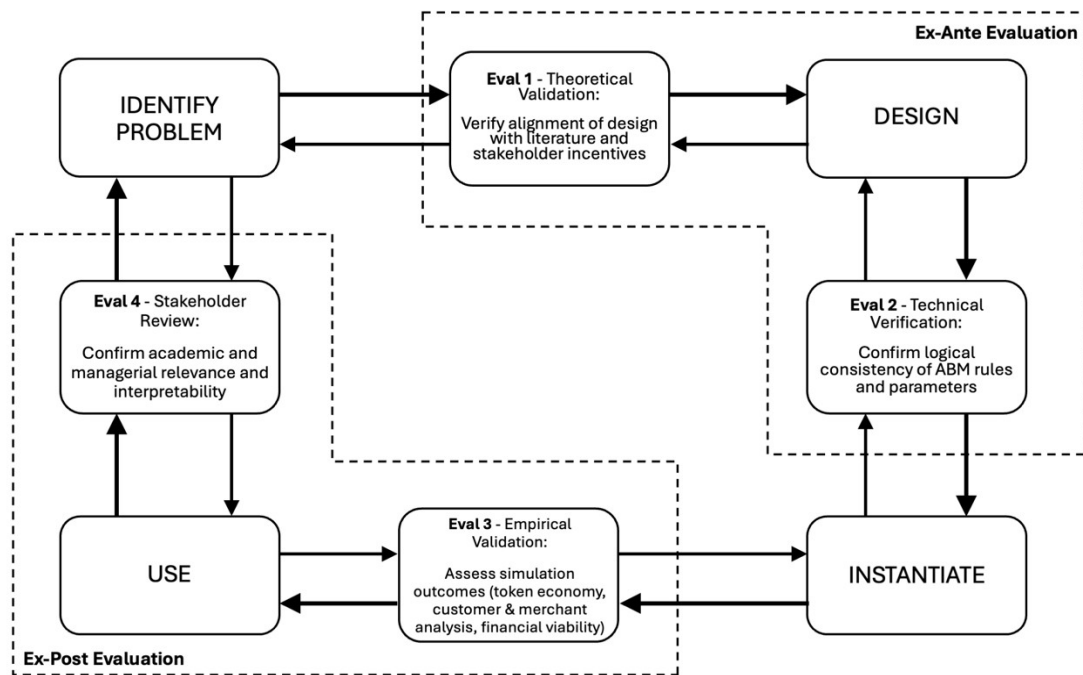 Ex-Ante Evaluation
IDENTIFY
PROBLEM
Eval 1 - Theoretical
Validation:
Verify alignment of design
with literature and
stakeholder incentives
DESIGN
Eval 4 - Stakeholder
Review:
Confirm academic and
managerial relevance and
interpretability
Eval 2 - Technical
Verification:
Confirm logical
consistency of ABM rules
and parameters
USE
Eval 3 - Empirical
Validation:
Assess simulation
outcomes (token economy,
customer & merchant
analysis, financial viability)
INSTANTIATE
Ex-Post Evaluation